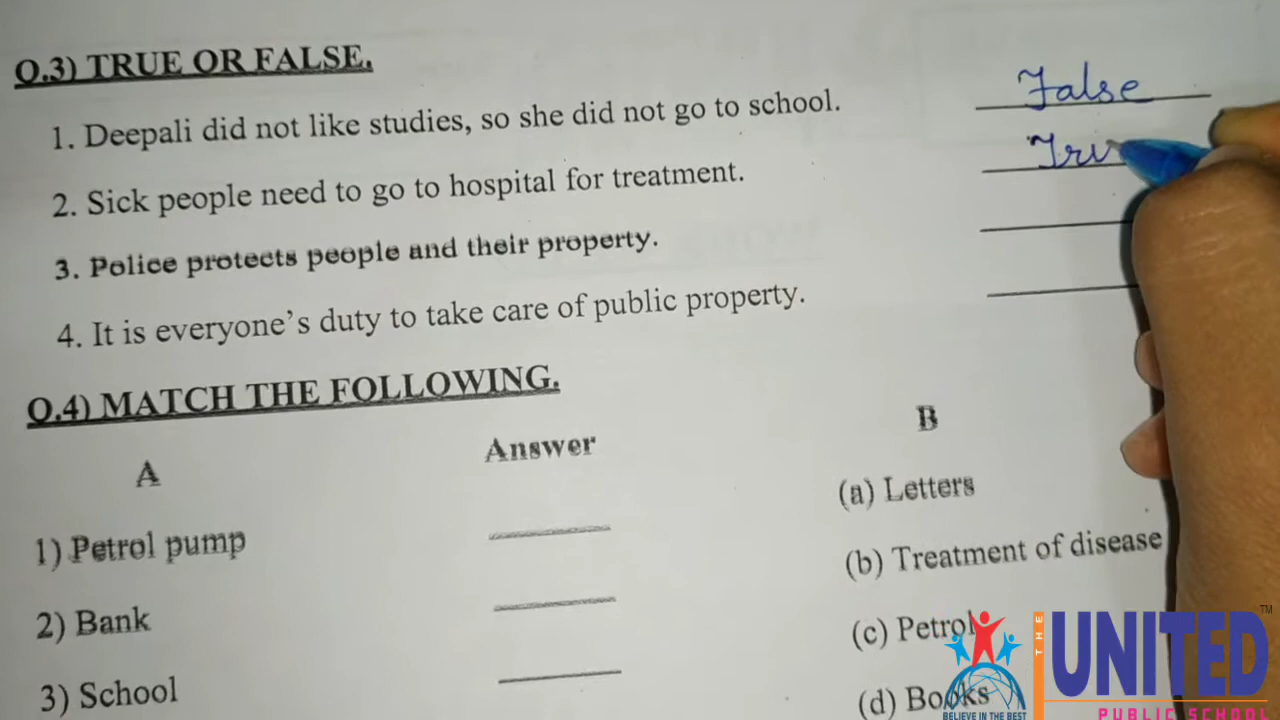 Q.3) TRUE OR FALSE.
1. Deepali did not like studies, so she did not go to school. False
2. Sick people need to go to hospital for treatment. Tru
3. Police protects people and their property.
4. It is everyone's duty to take care of public property.
Q.4) MATCH THE FOLLOWING.
A Answer B
1) Petrol pump (a) Letters
2) Bank (b) Treatment of disease
3) School (c) Petrol
(d) Books
THE UNITED TM
PUBLIC SCHOOL
BELIEVE IN THE BEST